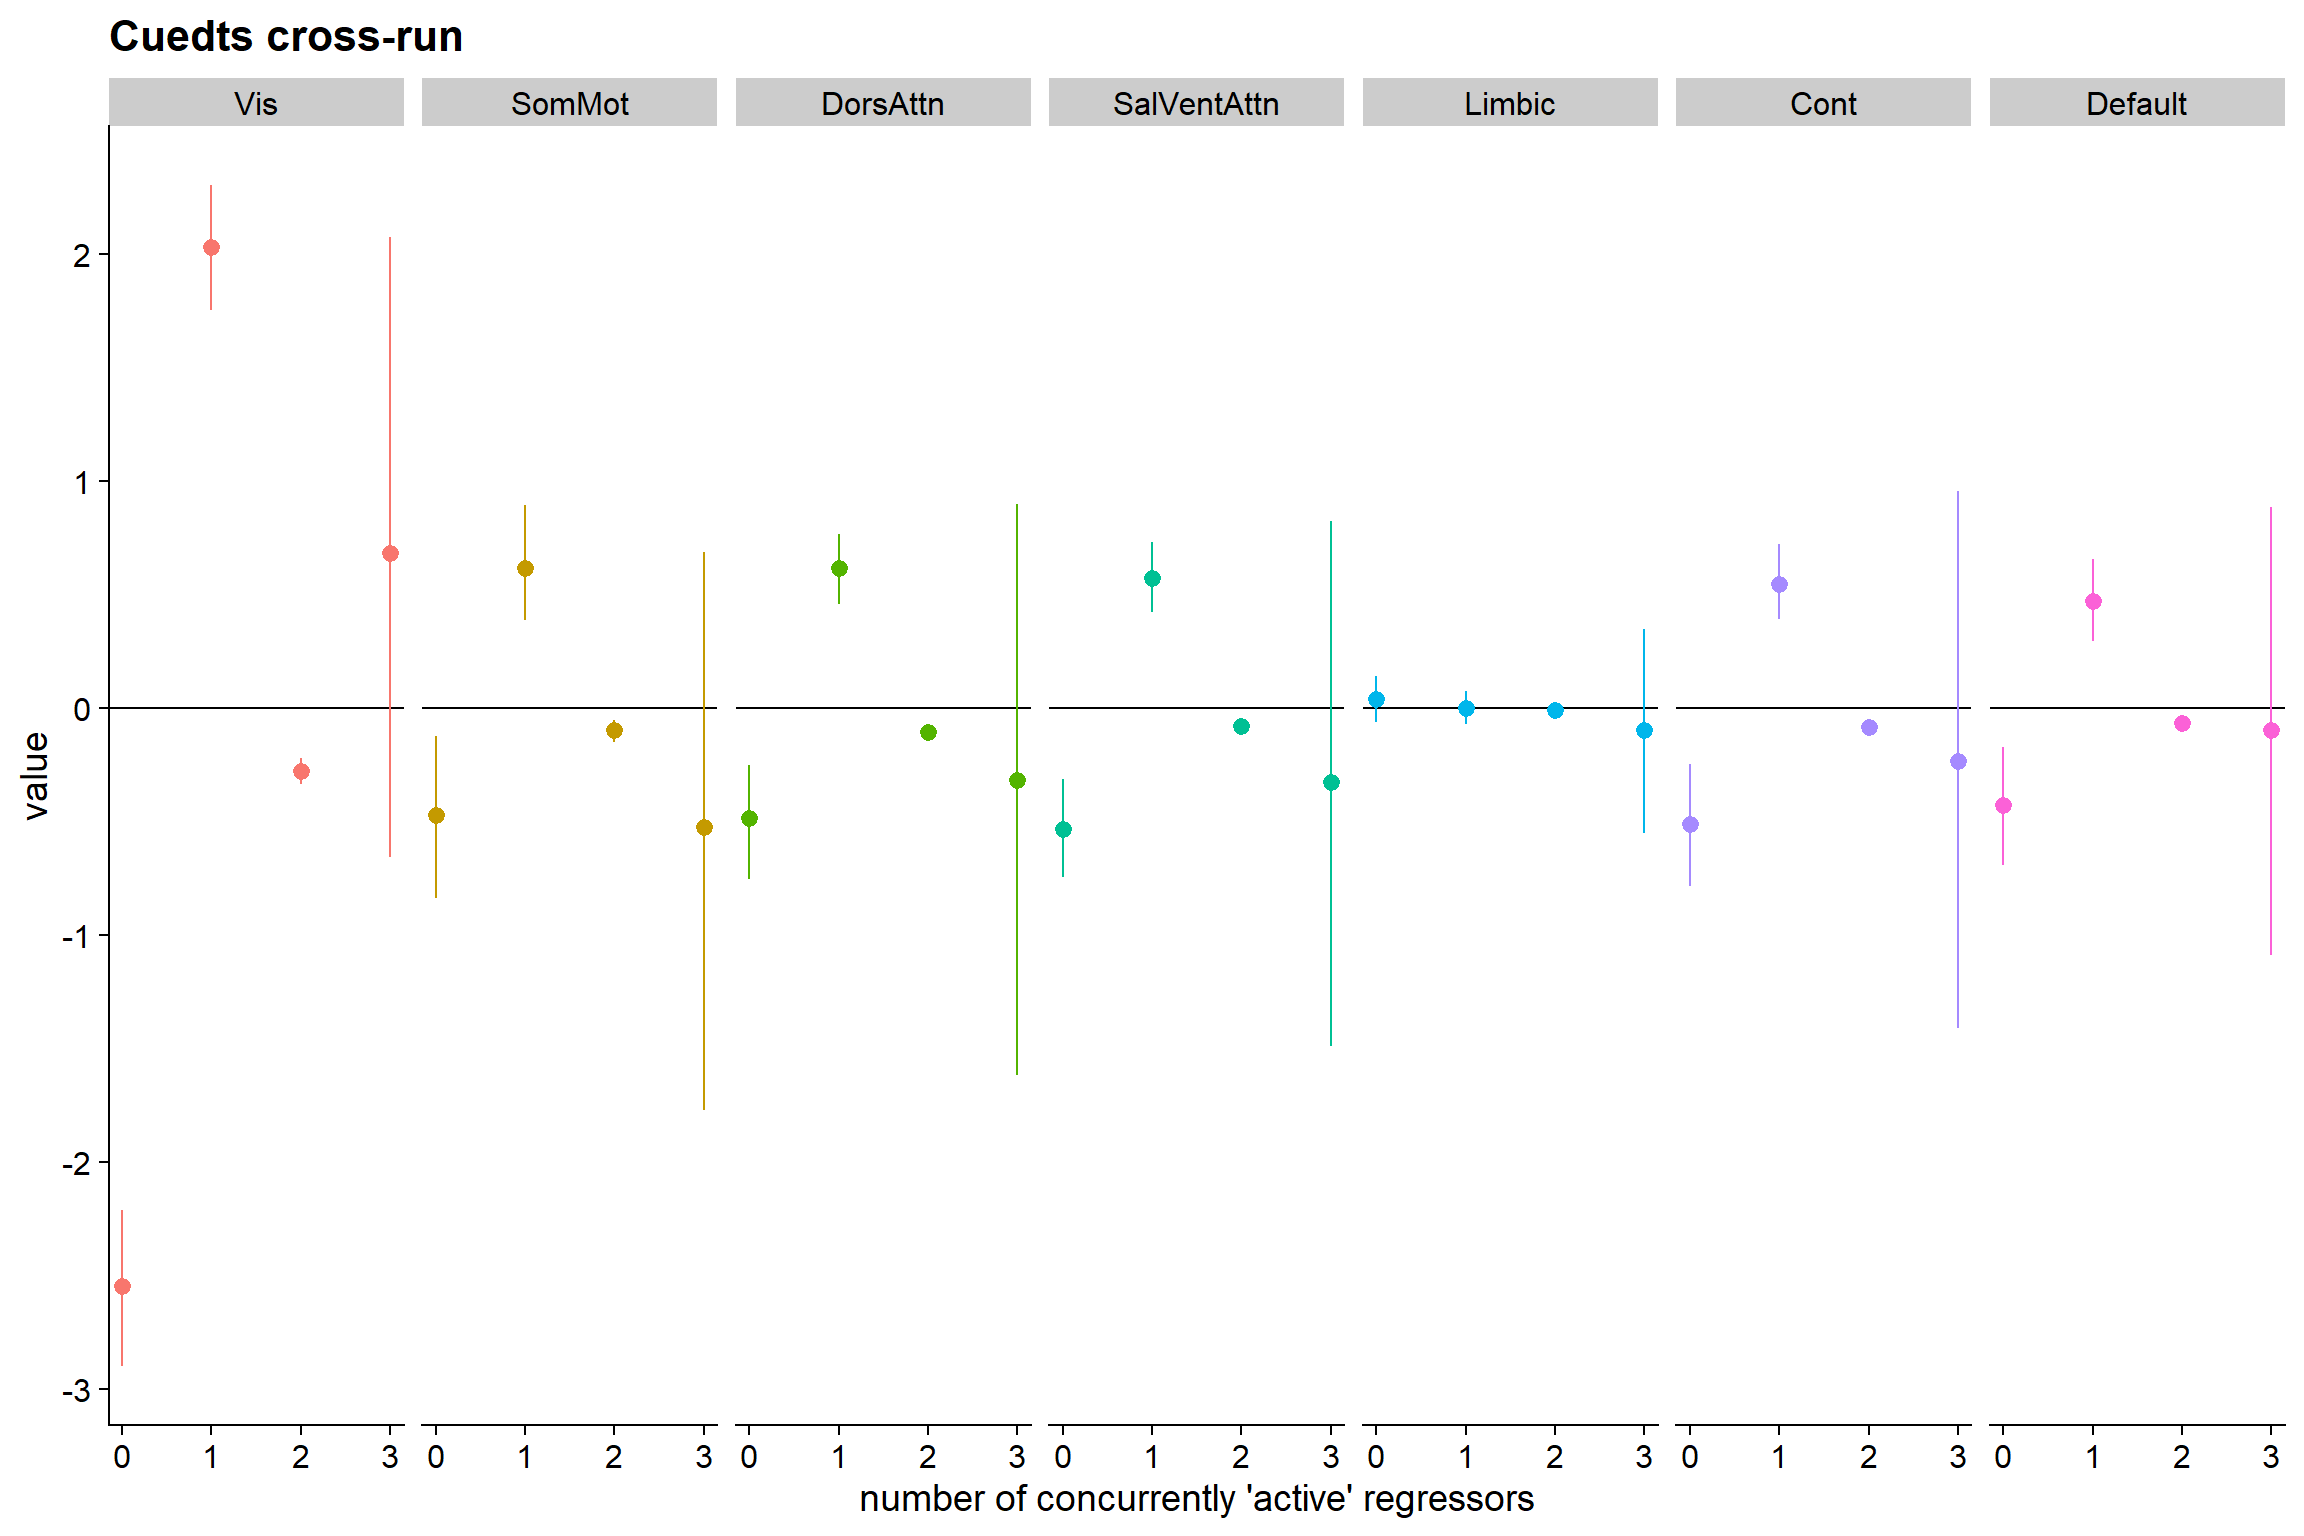 Cuedts cross-run
Vis SomMot DorsAttn SalVentAttn Limbic Cont Default
2
1
0
-1
-2
-3
value
0 1 2 3 0 1 2 3 0 1 2 3 0 1 2 3 0 1 2 3 0 1 2 3 0 1 2 3
number of concurrently 'active' regressors